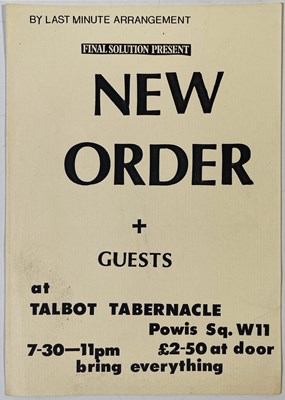 BY LAST MINUTE ARRANGEMENT
FINAL SOLUTION PRESENT
NEW
ORDER
+
GUESTS
at
TALBOT TABERNACLE
Powis Sq. W11
7-30—11pm £2-50 at door
bring everything